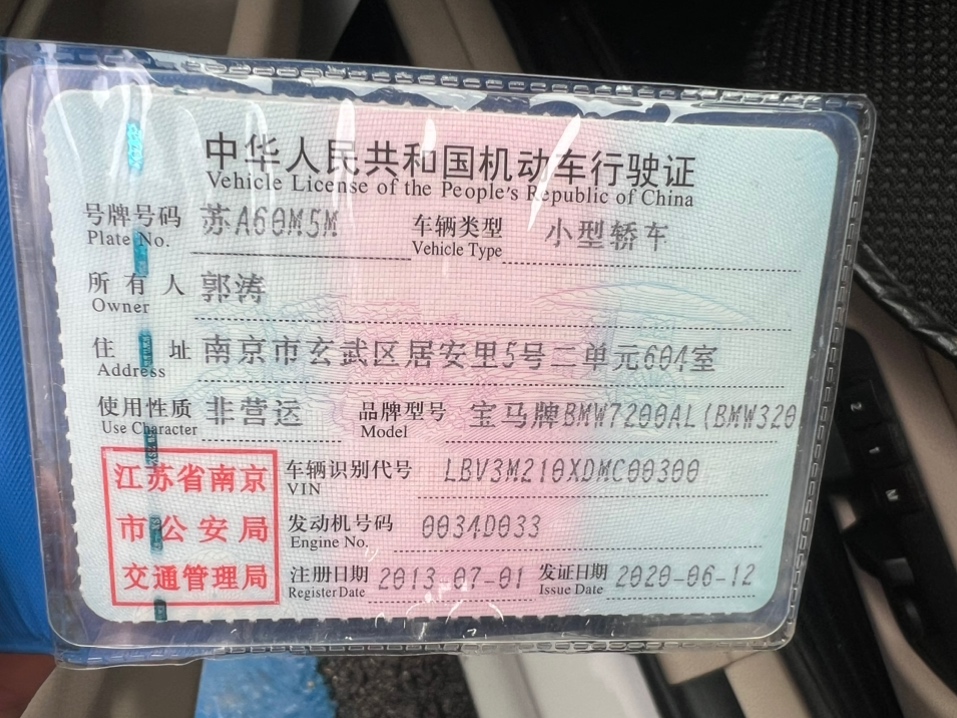 中华人民共和国机动车行驶证
Vehicle License of the People's Republic of China
号牌号码 苏A60M5M 车辆类型 小型轿车
Plate No. Vehicle Type
所有人 郭涛
Owner
住址 南京市玄武区居安里5号二单元604室
Address
使用性质 非营运 品牌型号 宝马牌BMW7200AL(BMW320
Use Character Model
江苏省南京
市公安局
交通管理局
车辆识别代号 LBV3M210XDMC00300
VIN
发动机号码 0034D033
Engine No.
注册日期 2013-07-01 发证日期 2020-06-12
Register Date Issue Date
2
1
M